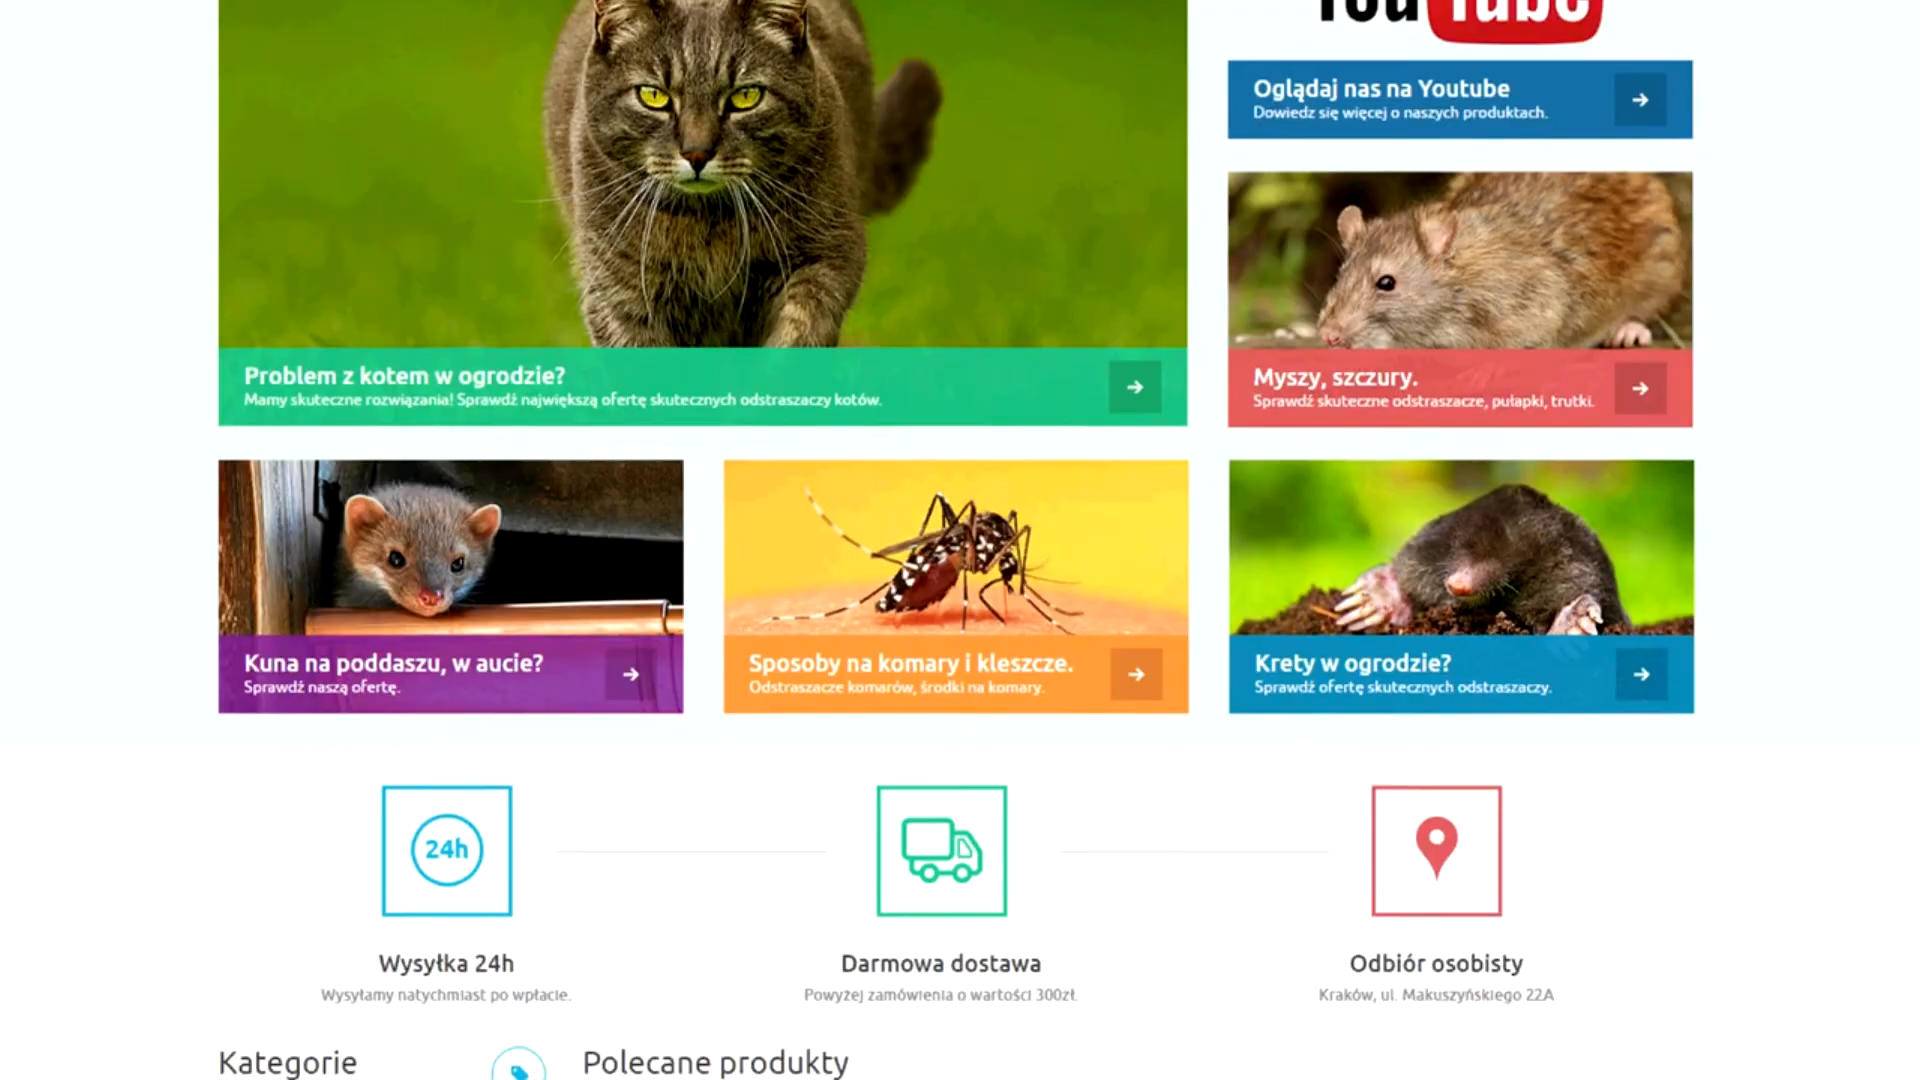 YouTube
Oglądaj nas na Youtube
Dowiedz się więcej o naszych produktach.
Problem z kotem w ogrodzie?
Mamy skuteczne rozwiązania! Sprawdź największą ofertę skutecznych odstraszaczy kotów.
Myszy, szczury.
Sprawdź skuteczne odstraszacze, pułapki, trutki.
Kuna na poddaszu, w aucie?
Sprawdź naszą ofertę.
Sposoby na komary i kleszcze.
Odstraszacze komarów, środki na komary.
Krety w ogrodzie?
Sprawdź ofertę skutecznych odstraszaczy.
24h
Wysyłka 24h
Wysyłamy natychmiast po wpłacie.
Darmowa dostawa
Powyżej zamówienia o wartości 300zł.
Odbiór osobisty
Kraków, ul. Makuszyńskiego 22A
Kategorie
Polecane produkty